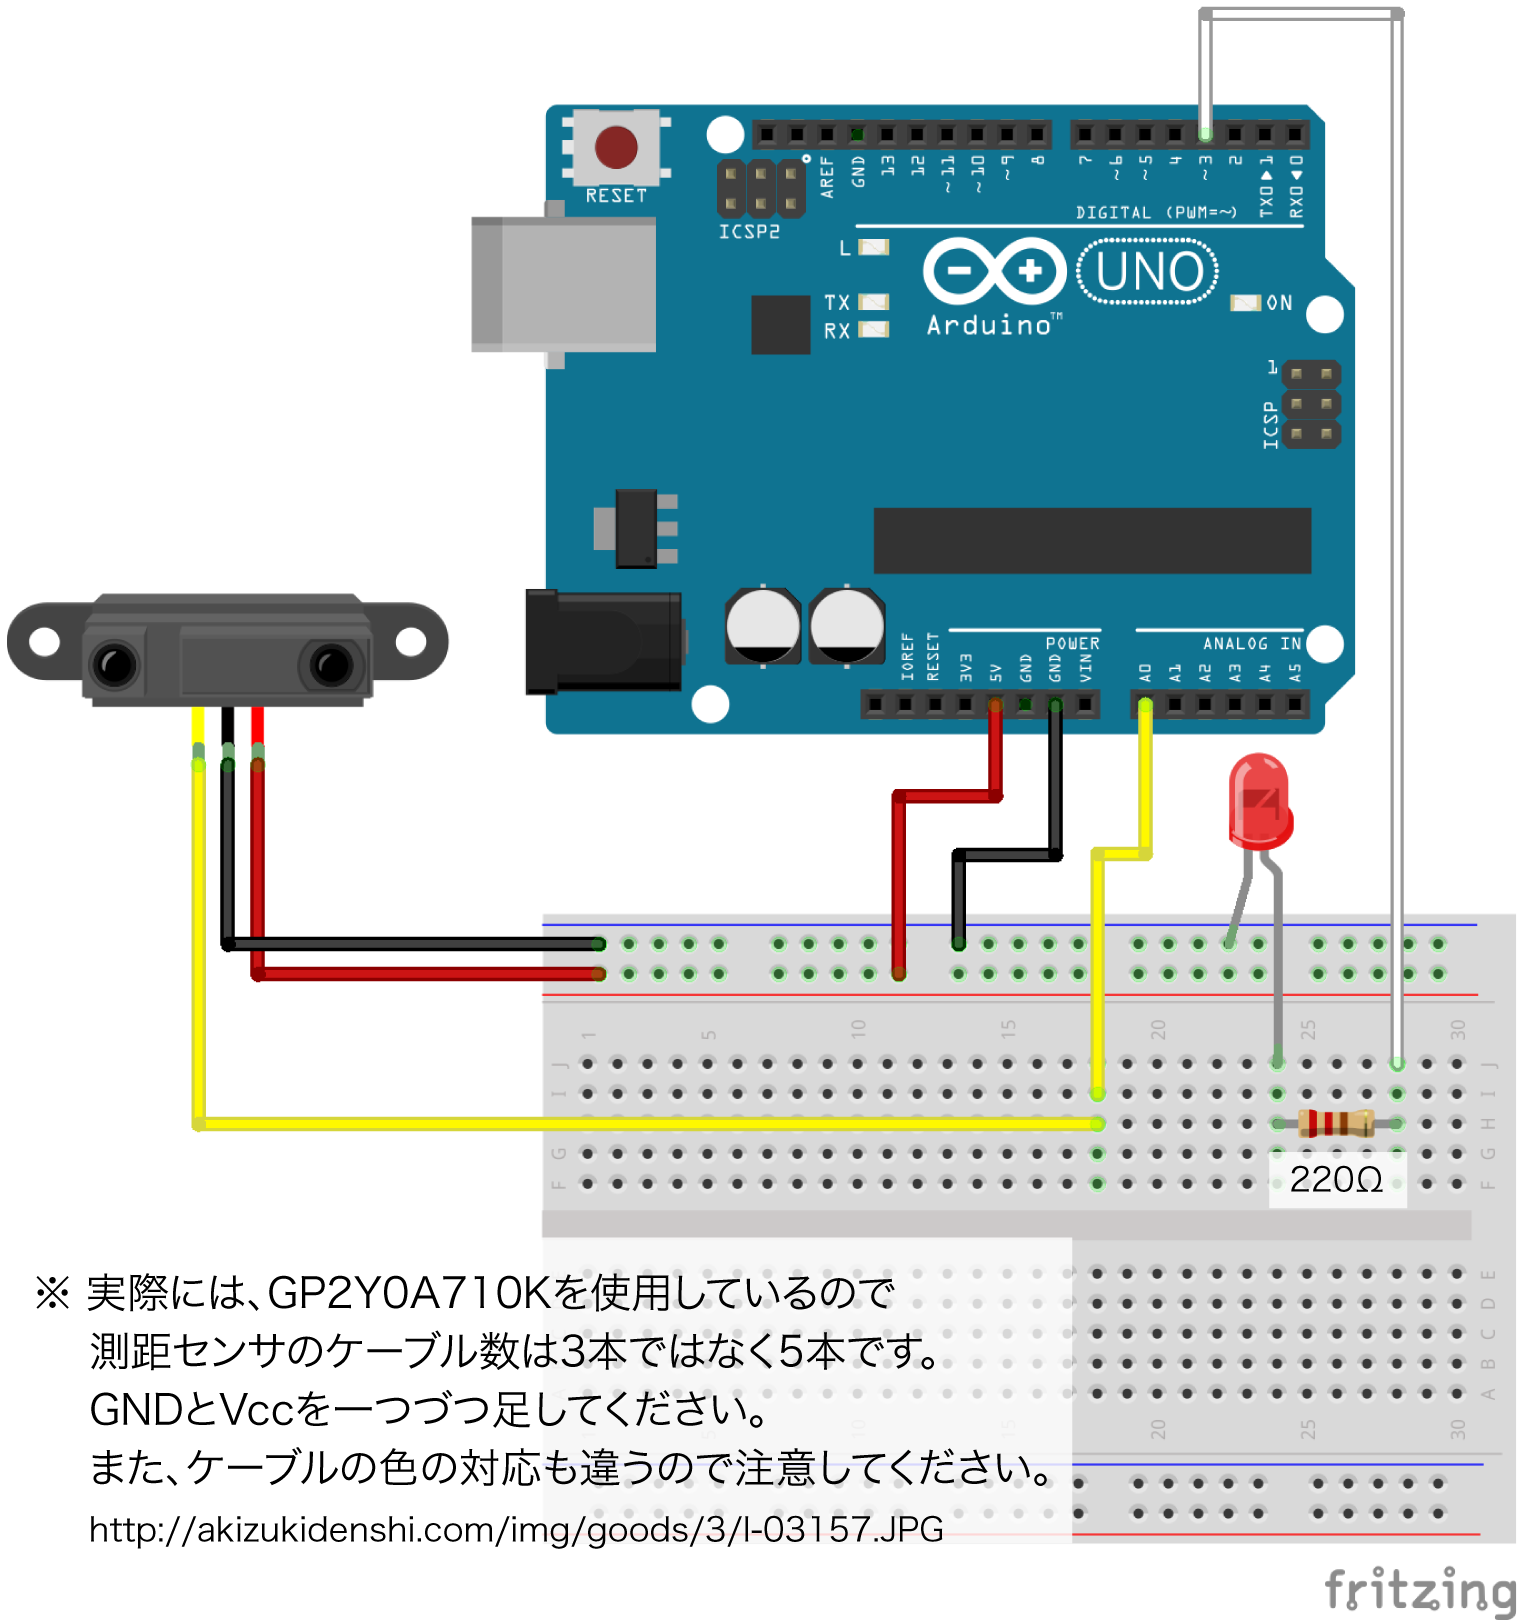 RESET
ICSP2
AREF
GND
13
12
~11
~10
~9
8
7
~6
~5
4
~3
2
TX0▶1
RX0◀0
DIGITAL (PWM=~)
L
TX
RX
Arduino™
UNO
ON
1
ICSP
IOREF
RESET
3V3
5V
GND
GND
VIN
POWER
A0
A1
A2
A3
A4
A5
ANALOG IN
1
5
10
15
20
25
30
J
J
I
I
H
H
G
G
F
F
220Ω
E
D
C
B
A
10
15
20
25
30
※ 実際には、GP2Y0A710Kを使用しているので
測距センサのケーブル数は3本ではなく5本です。
GNDとVccを一つづつ足してください。
また、ケーブルの色の対応も違うので注意してください。
http://akizukidenshi.com/img/goods/3/I-03157.JPG
fritzing